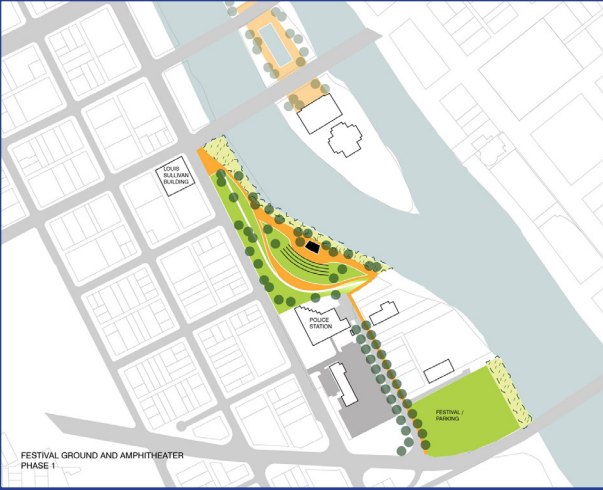 LOUIS
SULLIVAN
BUILDING
POLICE
STATION
FESTIVAL /
PARKING
FESTIVAL GROUND AND AMPHITHEATER
PHASE 1